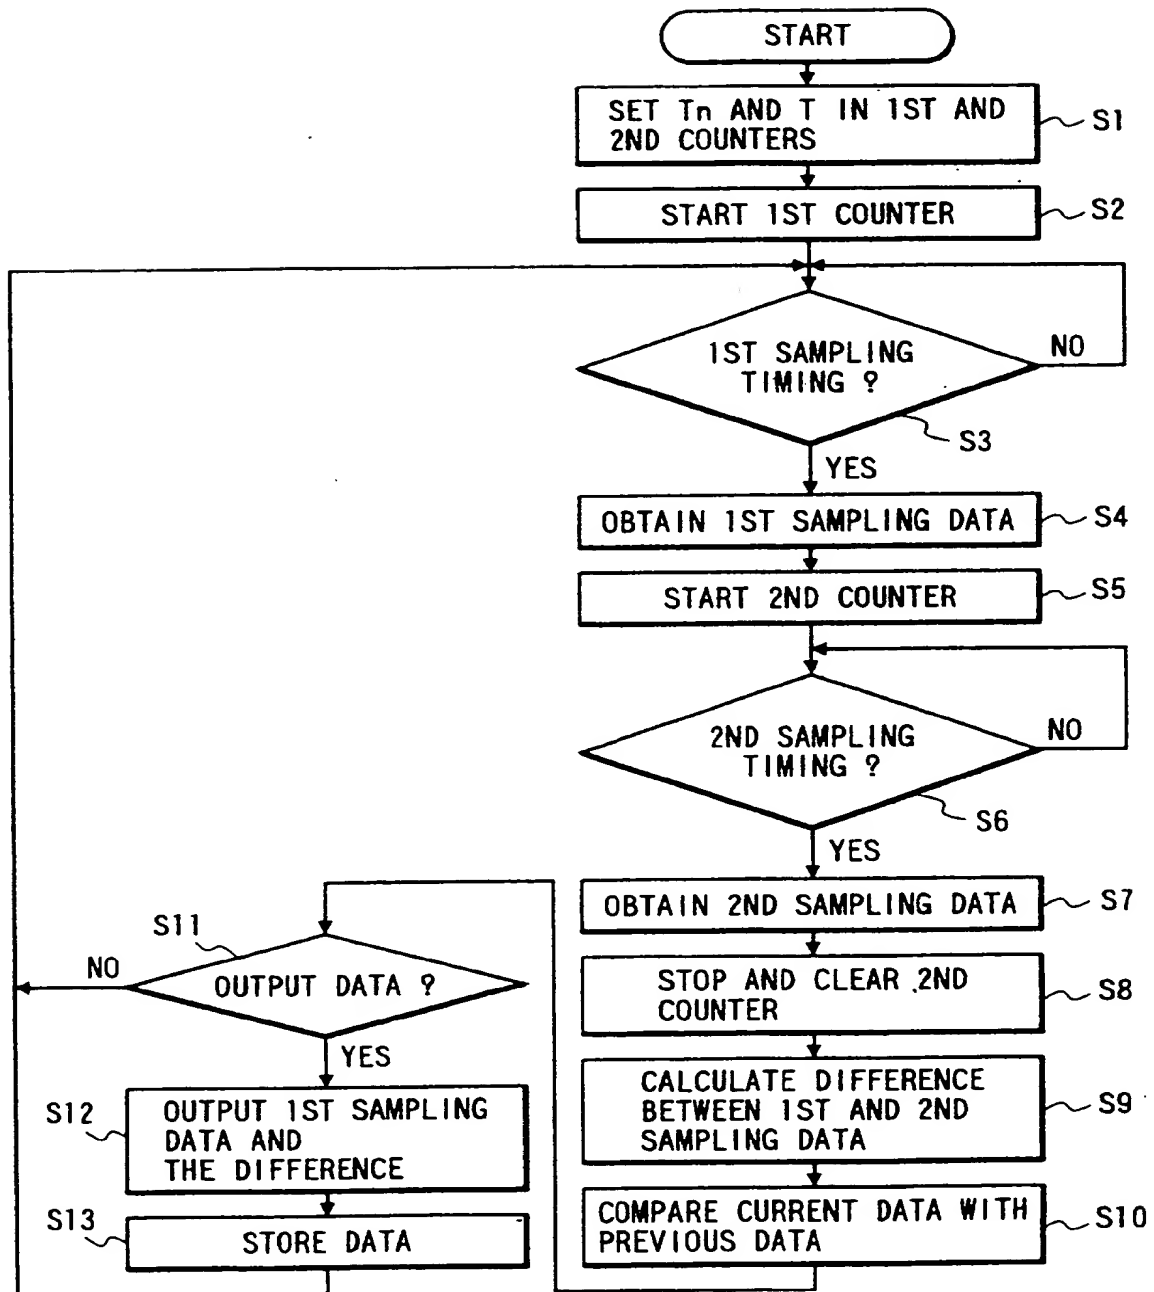 START
SET Tn AND T IN 1ST AND
2ND COUNTERS
S1
START 1ST COUNTER
S2
1ST SAMPLING
TIMING ?
NO
S3
YES
OBTAIN 1ST SAMPLING DATA
S4
START 2ND COUNTER
S5
2ND SAMPLING
TIMING ?
NO
S6
YES
OBTAIN 2ND SAMPLING DATA
S7
STOP AND CLEAR 2ND
COUNTER
S8
CALCULATE DIFFERENCE
BETWEEN 1ST AND 2ND
SAMPLING DATA
S9
COMPARE CURRENT DATA WITH
PREVIOUS DATA
S10
S11
NO
OUTPUT DATA ?
YES
S12
OUTPUT 1ST SAMPLING
DATA AND
THE DIFFERENCE
S13
STORE DATA